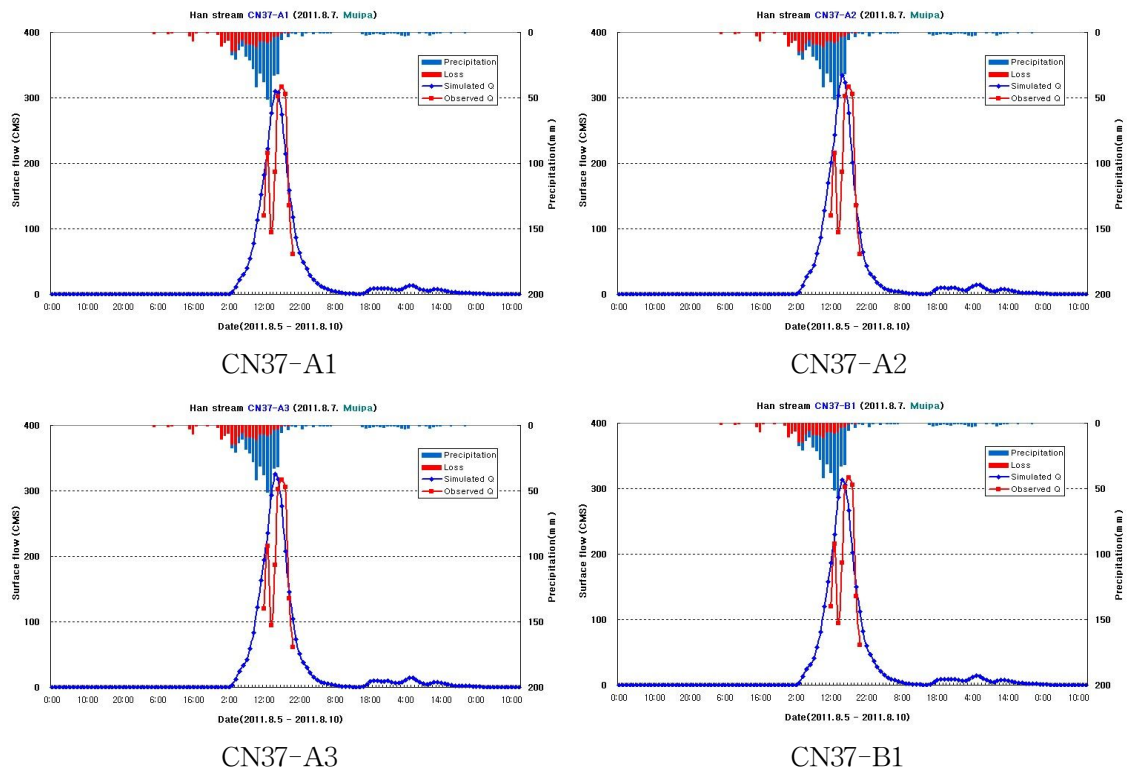 Han stream CN37-A1 (2011.8.7. Muipa)
400
300
200
100
0
Surface flow (CMS)
0
50
100
150
200
Precipitation(mm)
Precipitation
Loss
Simulated Q
Observed Q
0:00 10:00 20:00 6:00 16:00 2:00 12:00 22:00 8:00 18:00 4:00 14:00 0:00 10:00
Date(2011.8.5 - 2011.8.10)
CN37-A1
Han stream CN37-A2 (2011.8.7. Muipa)
400
300
200
100
0
Surface flow (CMS)
0
50
100
150
200
Precipitation(mm)
Precipitation
Loss
Simulated Q
Observed Q
0:00 10:00 20:00 6:00 16:00 2:00 12:00 22:00 8:00 18:00 4:00 14:00 0:00 10:00
Date(2011.8.5 - 2011.8.10)
CN37-A2
Han stream CN37-A3 (2011.8.7. Muipa)
400
300
200
100
0
Surface flow (CMS)
0
50
100
150
200
Precipitation(mm)
Precipitation
Loss
Simulated Q
Observed Q
0:00 10:00 20:00 6:00 16:00 2:00 12:00 22:00 8:00 18:00 4:00 14:00 0:00 10:00
Date(2011.8.5 - 2011.8.10)
CN37-A3
Han stream CN37-B1 (2011.8.7. Muipa)
400
300
200
100
0
Surface flow (CMS)
0
50
100
150
200
Precipitation(mm)
Precipitation
Loss
Simulated Q
Observed Q
0:00 10:00 20:00 6:00 16:00 2:00 12:00 22:00 8:00 18:00 4:00 14:00 0:00 10:00
Date(2011.8.5 - 2011.8.10)
CN37-B1